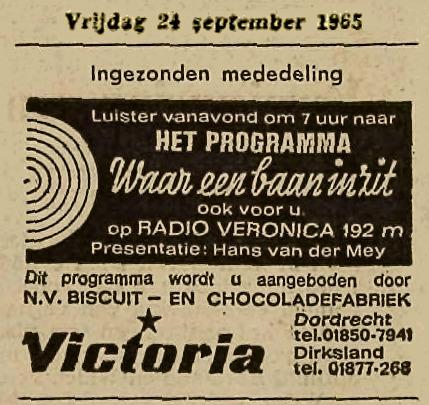 Vrijdag 24 september 1965
Ingezonden mededeling
Luister vanavond om 7 uur naar
HET PROGRAMMA
Waar een baan in zit
ook voor u.
op RADIO VERONICA 192 m
Presentatie: Hans van der Mey
Dit programma wordt u aangeboden door
N.V. BISCUIT - EN CHOCOLADEFABRIEK
Victoria
Dordrecht
tel.01850-7941
Dirksland
tel. 01877-268